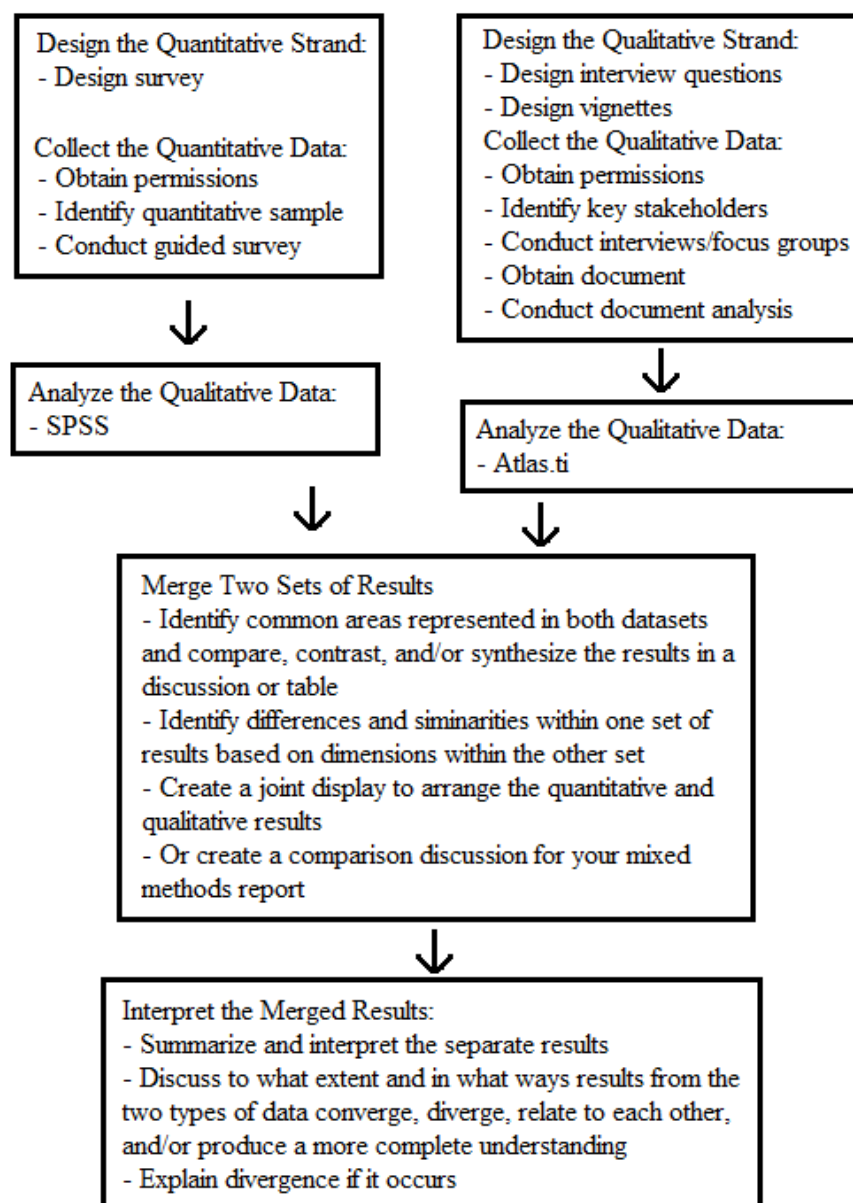 Design the Quantitative Strand:
- Design survey
Collect the Quantitative Data:
- Obtain permissions
- Identify quantitative sample
- Conduct guided survey
Design the Qualitative Strand:
- Design interview questions
- Design vignettes
Collect the Qualitative Data:
- Obtain permissions
- Identify key stakeholders
- Conduct interviews/focus groups
- Obtain document
- Conduct document analysis
Analyze the Qualitative Data:
- SPSS
Analyze the Qualitative Data:
- Atlas.ti
Merge Two Sets of Results
- Identify common areas represented in both datasets
and compare, contrast, and/or synthesize the results in a
discussion or table
- Identify differences and siminarities within one set of
results based on dimensions within the other set
- Create a joint display to arrange the quantitative and
qualitative results
- Or create a comparison discussion for your mixed
methods report
Interpret the Merged Results:
- Summarize and interpret the separate results
- Discuss to what extent and in what ways results from the
two types of data converge, diverge, relate to each other,
and/or produce a more complete understanding
- Explain divergence if it occurs